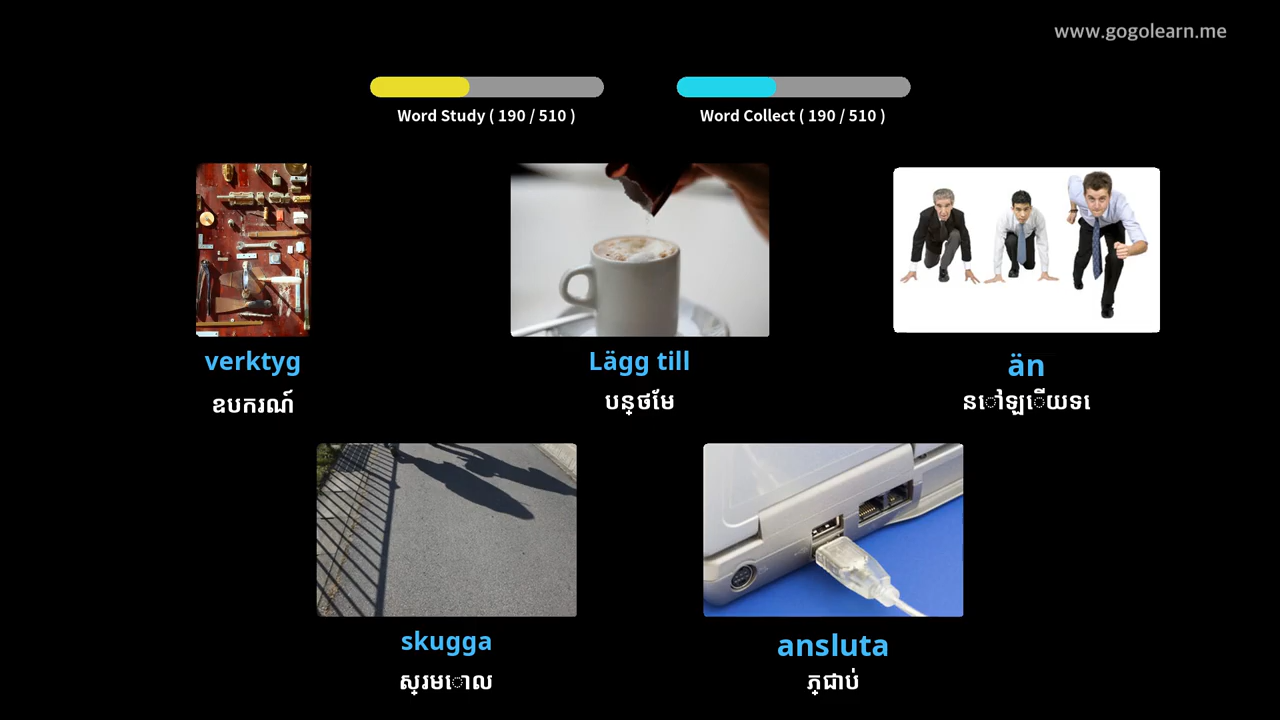 www.gogolearn.me
Word Study ( 190 / 510 )
Word Collect ( 190 / 510 )
verktyg
ឧបករណ៍
Lägg till
បន្ថែម
än
នៅឡើយទេ
skugga
ស្រមោល
ansluta
ភ្ជាប់